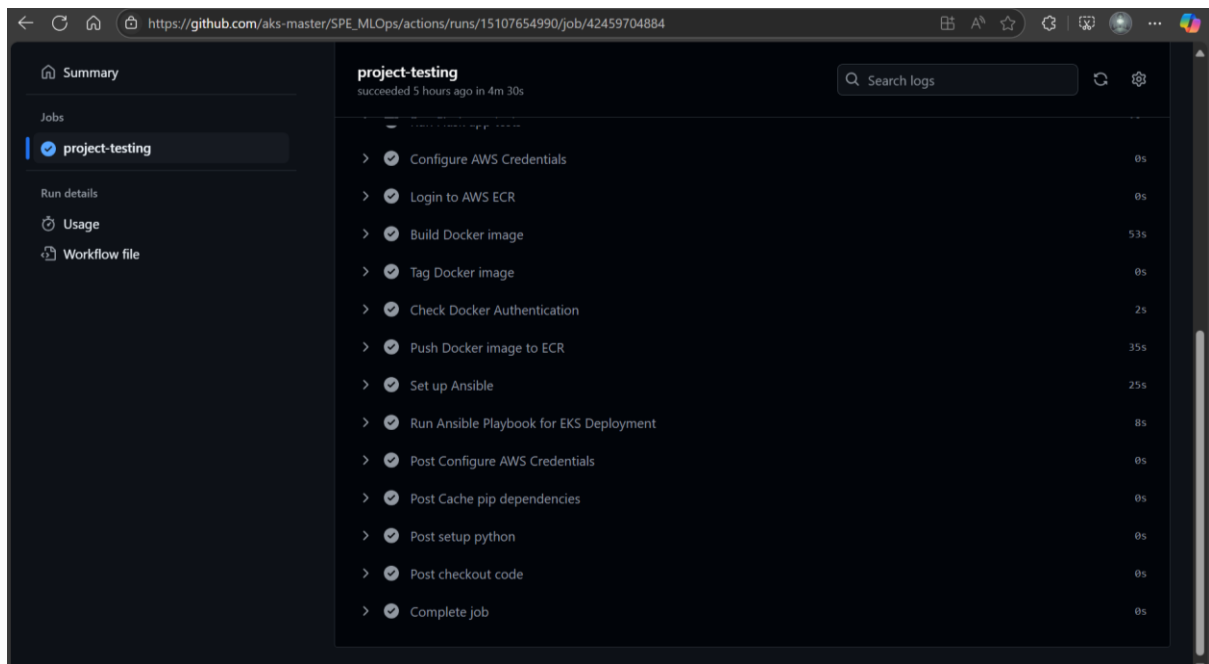 https://github.com/aks-master/SPE_MLOps/actions/runs/15107654990/job/42459704884
Summary
Jobs
project-testing
Run details
Usage
Workflow file
project-testing
succeeded 5 hours ago in 4m 30s
Search logs
Configure AWS Credentials 0s
Login to AWS ECR 0s
Build Docker image 53s
Tag Docker image 0s
Check Docker Authentication 2s
Push Docker image to ECR 35s
Set up Ansible 25s
Run Ansible Playbook for EKS Deployment 8s
Post Configure AWS Credentials 0s
Post Cache pip dependencies 0s
Post setup python 0s
Post checkout code 0s
Complete job 0s